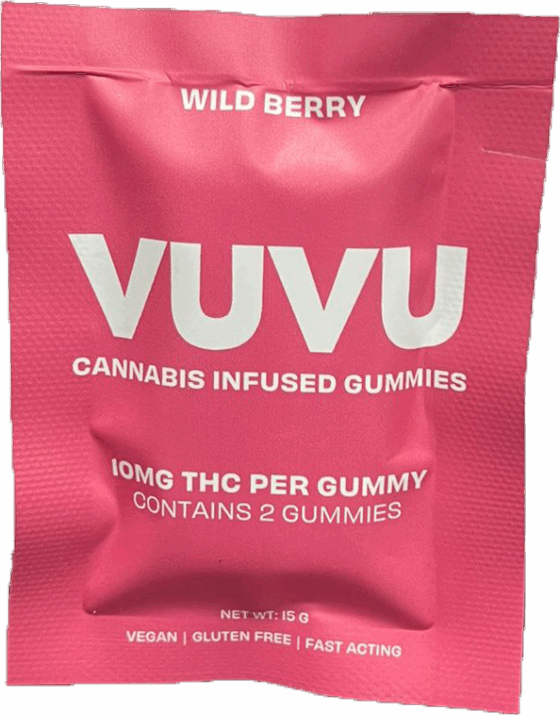 WILD BERRY
VUVU
CANNABIS INFUSED GUMMIES
10MG THC PER GUMMY
CONTAINS 2 GUMMIES
NET WT: 15 G
VEGAN | GLUTEN FREE | FAST ACTING